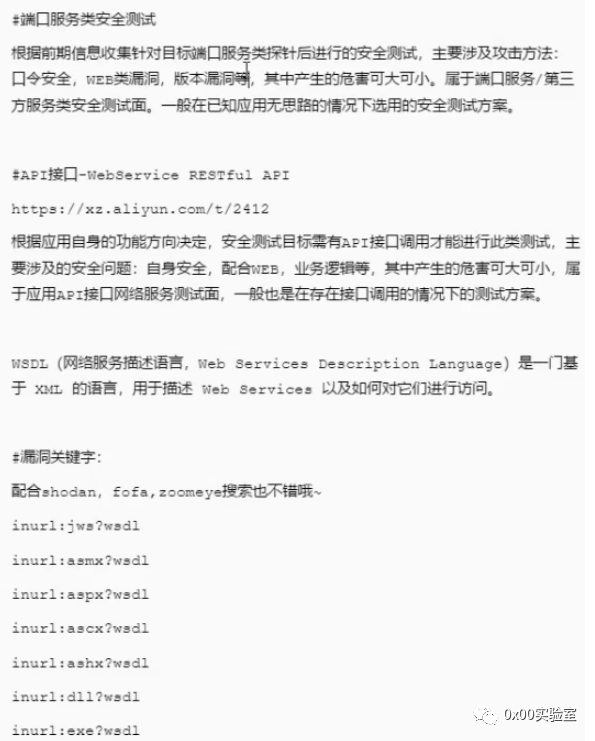 #端口服务类安全测试
根据前期信息收集针对目标端口服务类探针后进行的安全测试，主要涉及攻击方法：
口令安全，WEB类漏洞，版本漏洞等，其中产生的危害可大可小。属于端口服务/第三
方服务类安全测试面。一般在已知应用无思路的情况下选用的安全测试方案。
#API接口-WebService RESTful API
https://xz.aliyun.com/t/2412
根据应用自身的功能方向决定，安全测试目标需有API接口调用才能进行此类测试，主
要涉及的安全问题：自身安全，配合WEB，业务逻辑等，其中产生的危害可大可小，属
于应用API接口网络服务测试面，一般也是在存在接口调用的情况下的测试方案。
WSDL（网络服务描述语言，Web Services Description Language）是一门基
于 XML 的语言，用于描述 Web Services 以及如何对它们进行访问。
#漏洞关键字：
配合shodan，fofa,zoomeye搜索也不错哦~
inurl:jws?wsdl
inurl:asmx?wsdl
inurl:aspx?wsdl
inurl:ascx?wsdl
inurl:ashx?wsdl
inurl:dll?wsdl
inurl:exe?wsdl
0x00实验室